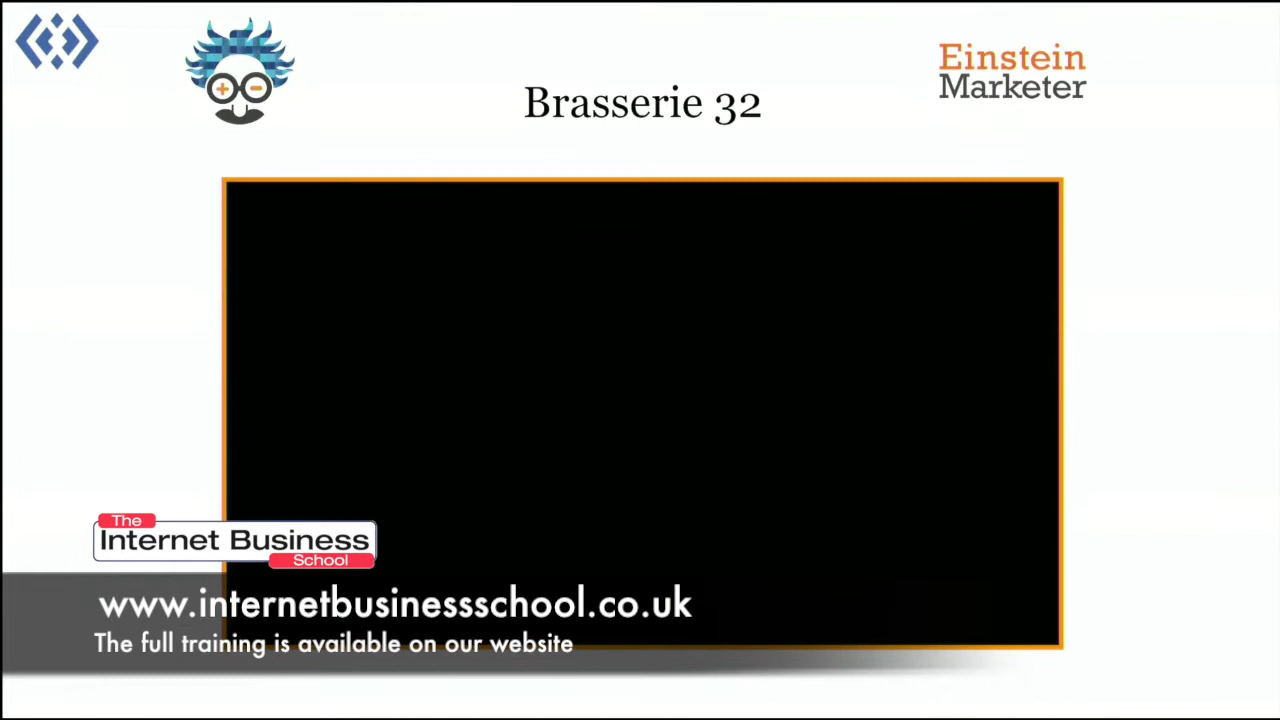 Einstein
Marketer
Brasserie 32
The
Internet Business
School
www.internetbusinessschool.co.uk
The full training is available on our website